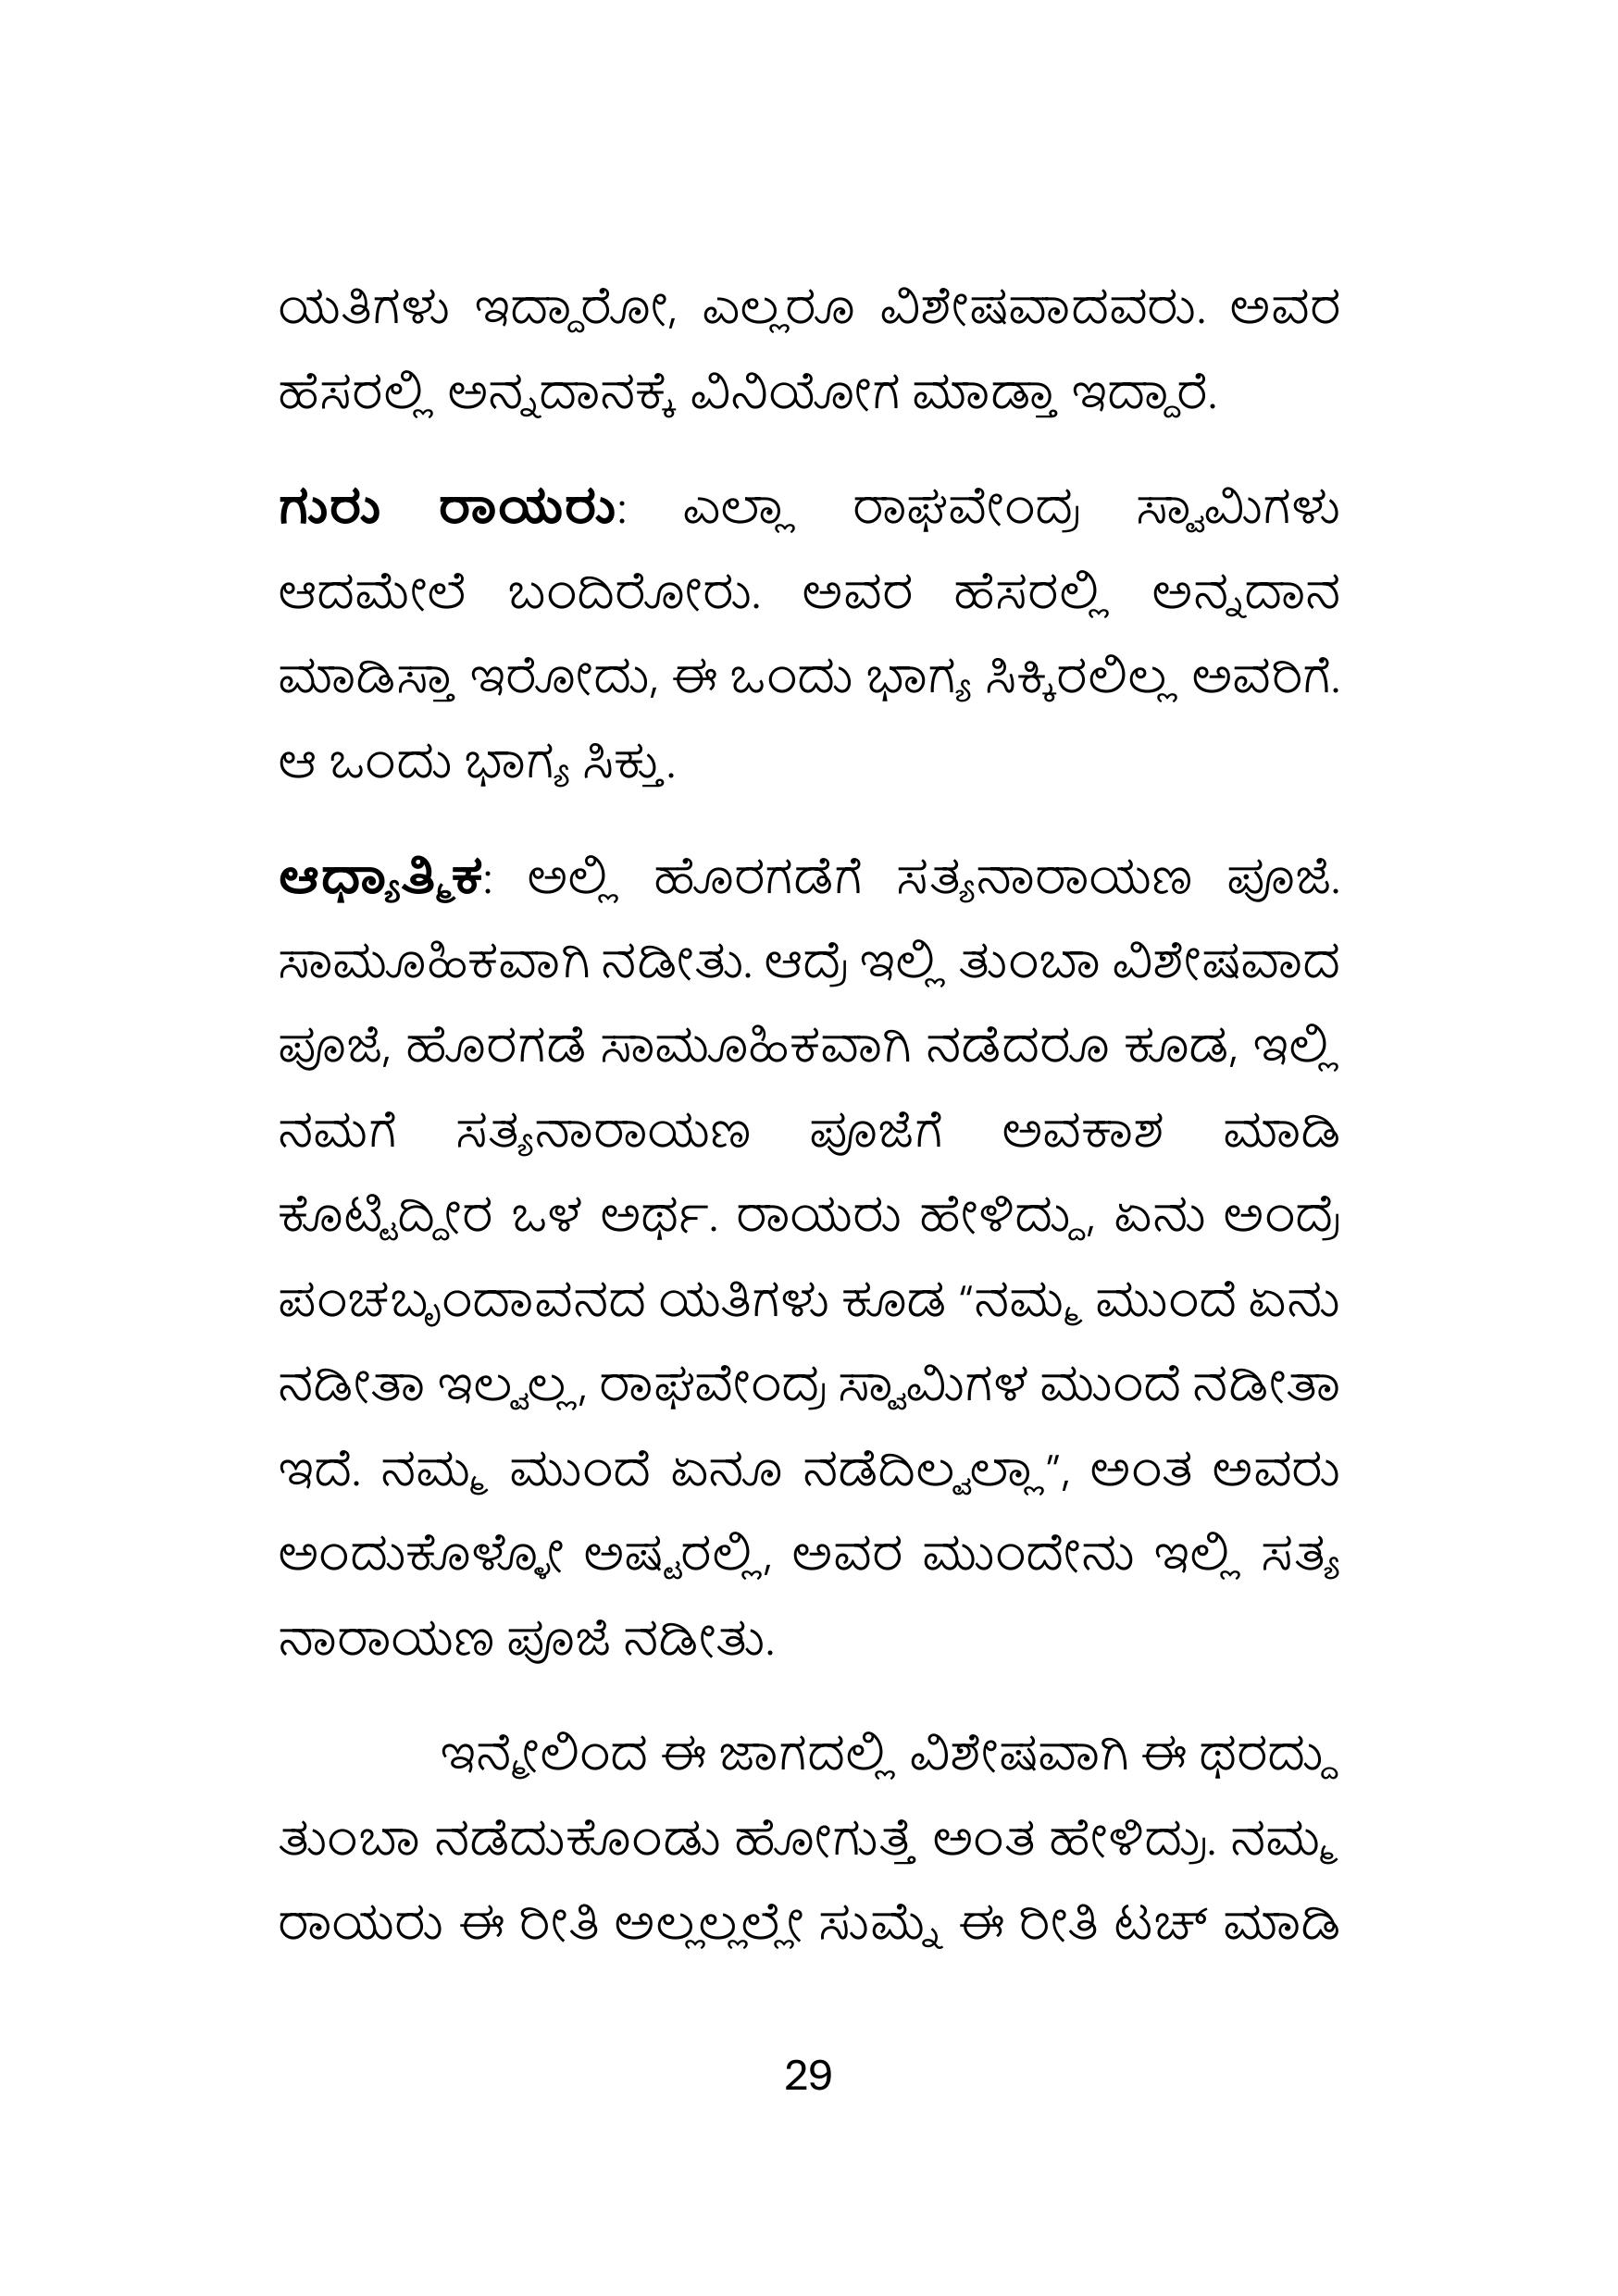 ಯತಿಗಳು ಇದ್ದಾರೋ, ಎಲ್ಲರೂ ವಿಶೇಷವಾದವರು. ಅವರ
ಹೆಸರಲ್ಲಿ ಅನ್ನದಾನಕ್ಕೆ ವಿನಿಯೋಗ ಮಾಡ್ತಾ ಇದ್ದಾರೆ.
ಗುರು ರಾಯರು: ಎಲ್ಲಾ ರಾಘವೇಂದ್ರ ಸ್ವಾಮಿಗಳು
ಆದಮೇಲೆ ಬಂದಿರೋರು. ಅವರ ಹೆಸರಲ್ಲಿ ಅನ್ನದಾನ
ಮಾಡಿಸ್ತಾ ಇರೋದು, ಈ ಒಂದು ಭಾಗ್ಯ ಸಿಕ್ಕಿರಲಿಲ್ಲ ಅವರಿಗೆ.
ಆ ಒಂದು ಭಾಗ್ಯ ಸಿಕ್ತು.
ಆಧ್ಯಾತ್ಮಿಕ: ಅಲ್ಲಿ ಹೊರಗಡೆಗೆ ಸತ್ಯನಾರಾಯಣ ಪೂಜೆ.
ಸಾಮೂಹಿಕವಾಗಿ ನಡೀತು. ಆದ್ರೆ ಇಲ್ಲಿ ತುಂಬಾ ವಿಶೇಷವಾದ
ಪೂಜೆ, ಹೊರಗಡೆ ಸಾಮೂಹಿಕವಾಗಿ ನಡೆದರೂ ಕೂಡ, ಇಲ್ಲಿ
ನಮಗೆ ಸತ್ಯನಾರಾಯಣ ಪೂಜೆಗೆ ಅವಕಾಶ ಮಾಡಿ
ಕೊಟ್ಟಿದ್ದೀರ ಒಳ ಅರ್ಥ. ರಾಯರು ಹೇಳಿದ್ದು, ಏನು ಅಂದ್ರೆ
ಪಂಚಬೃಂದಾವನದ ಯತಿಗಳು ಕೂಡ “ನಮ್ಮ ಮುಂದೆ ಏನು
ನಡೀತಾ ಇಲ್ವಲ್ಲ, ರಾಘವೇಂದ್ರ ಸ್ವಾಮಿಗಳ ಮುಂದೆ ನಡೀತಾ
ಇದೆ. ನಮ್ಮ ಮುಂದೆ ಏನೂ ನಡೆದಿಲ್ವಲ್ಲಾ”, ಅಂತ ಅವರು
ಅಂದುಕೊಳ್ಳೋ ಅಷ್ಟರಲ್ಲಿ, ಅವರ ಮುಂದೇನು ಇಲ್ಲಿ ಸತ್ಯ
ನಾರಾಯಣ ಪೂಜೆ ನಡೀತು.
ಇನ್ಮೇಲಿಂದ ಈ ಜಾಗದಲ್ಲಿ ವಿಶೇಷವಾಗಿ ಈ ಥರದ್ದು
ತುಂಬಾ ನಡೆದುಕೊಂಡು ಹೋಗುತ್ತೆ ಅಂತ ಹೇಳಿದ್ರು. ನಮ್ಮ
ರಾಯರು ಈ ರೀತಿ ಅಲ್ಲಲ್ಲಲ್ಲೇ ಸುಮ್ನೆ ಈ ರೀತಿ ಟಚ್ ಮಾಡಿ
29